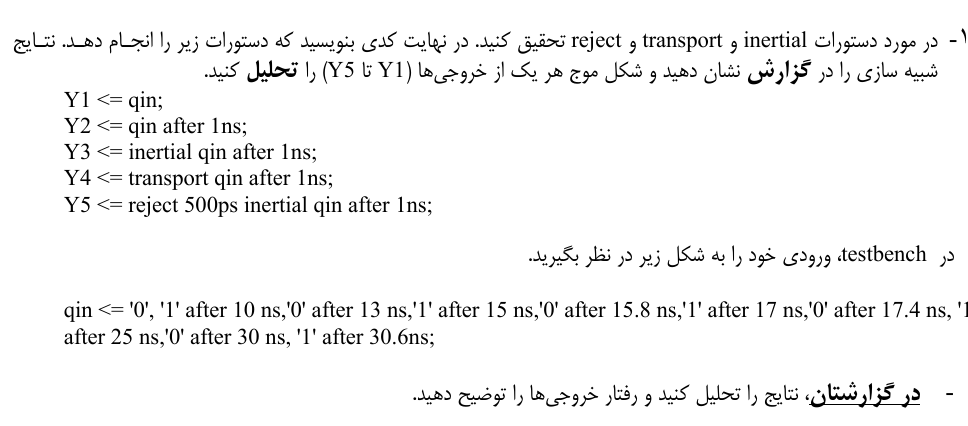 ۱- در مورد دستورات inertial و transport و reject تحقیق کنید. در نهایت کدی بنویسید که دستورات زیر را انجام دهد. نتایج
شبیه سازی را در گزارش نشان دهید و شکل موج هر یک از خروجی‌ها (Y1 تا Y5) را تحلیل کنید.
Y1 <= qin;
Y2 <= qin after 1ns;
Y3 <= inertial qin after 1ns;
Y4 <= transport qin after 1ns;
Y5 <= reject 500ps inertial qin after 1ns;
در testbench، ورودی خود را به شکل زیر در نظر بگیرید.
qin <= '0', '1' after 10 ns,'0' after 13 ns,'1' after 15 ns,'0' after 15.8 ns,'1' after 17 ns,'0' after 17.4 ns, '1
after 25 ns,'0' after 30 ns, '1' after 30.6ns;
- در گزارشتان، نتایج را تحلیل کنید و رفتار خروجی‌ها را توضیح دهید.